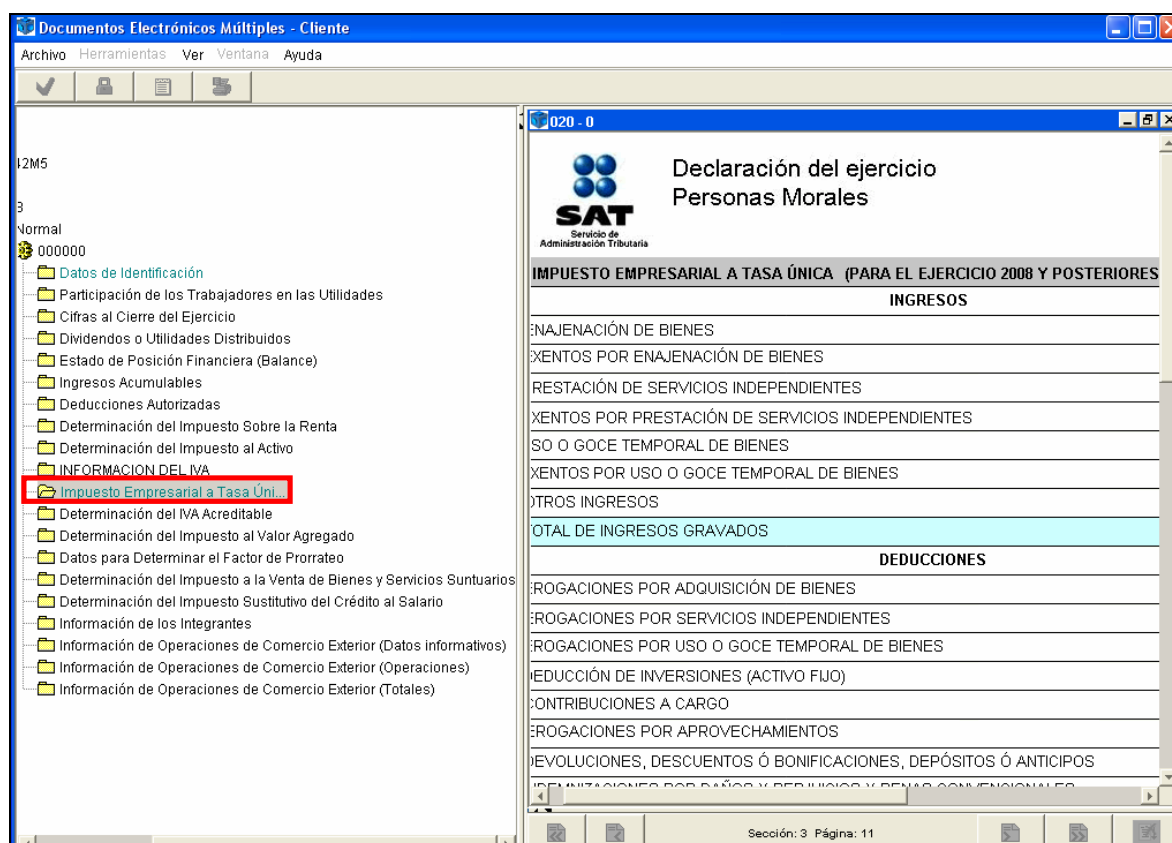 Documentos Electrónicos Múltiples - Cliente
Archivo Herramientas Ver Ventana Ayuda
12M5
Normal
000000
Datos de Identificación
Participación de los Trabajadores en las Utilidades
Cifras al Cierre del Ejercicio
Dividendos o Utilidades Distribuidos
Estado de Posición Financiera (Balance)
Ingresos Acumulables
Deducciones Autorizadas
Determinación del Impuesto Sobre la Renta
Determinación del Impuesto al Activo
INFORMACION DEL IVA
Impuesto Empresarial a Tasa Úni...
Determinación del IVA Acreditable
Determinación del Impuesto al Valor Agregado
Datos para Determinar el Factor de Prorrateo
Determinación del Impuesto a la Venta de Bienes y Servicios Suntuarios
Determinación del Impuesto Sustitutivo del Crédito al Salario
Información de los Integrantes
Información de Operaciones de Comercio Exterior (Datos informativos)
Información de Operaciones de Comercio Exterior (Operaciones)
Información de Operaciones de Comercio Exterior (Totales)
020 - 0
SAT
Servicio de
Administración Tributaria
Declaración del ejercicio
Personas Morales
IMPUESTO EMPRESARIAL A TASA ÚNICA (PARA EL EJERCICIO 2008 Y POSTERIORES
INGRESOS
ENAJENACIÓN DE BIENES
EXENTOS POR ENAJENACIÓN DE BIENES
RESTACIÓN DE SERVICIOS INDEPENDIENTES
XENTOS POR PRESTACIÓN DE SERVICIOS INDEPENDIENTES
SO O GOCE TEMPORAL DE BIENES
XENTOS POR USO O GOCE TEMPORAL DE BIENES
OTROS INGRESOS
TOTAL DE INGRESOS GRAVADOS
DEDUCCIONES
EROGACIONES POR ADQUISICIÓN DE BIENES
EROGACIONES POR SERVICIOS INDEPENDIENTES
EROGACIONES POR USO O GOCE TEMPORAL DE BIENES
DEDUCCIÓN DE INVERSIONES (ACTIVO FIJO)
CONTRIBUCIONES A CARGO
EROGACIONES POR APROVECHAMIENTOS
DEVOLUCIONES, DESCUENTOS Ó BONIFICACIONES, DEPÓSITOS Ó ANTICIPOS
Sección: 3 Página: 11